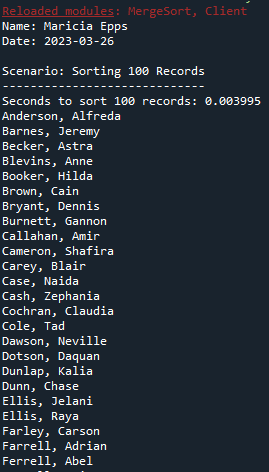 Reloaded modules: MergeSort, Client
Name: Maricia Epps
Date: 2023-03-26
Scenario: Sorting 100 Records
-----------------------------
Seconds to sort 100 records: 0.003995
Anderson, Alfreda
Barnes, Jeremy
Becker, Astra
Blevins, Anne
Booker, Hilda
Brown, Cain
Bryant, Dennis
Burnett, Gannon
Callahan, Amir
Cameron, Shafira
Carey, Blair
Case, Naida
Cash, Zephania
Cochran, Claudia
Cole, Tad
Dawson, Neville
Dotson, Daquan
Dunlap, Kalia
Dunn, Chase
Ellis, Jelani
Ellis, Raya
Farley, Carson
Farrell, Adrian
Ferrell, Abel